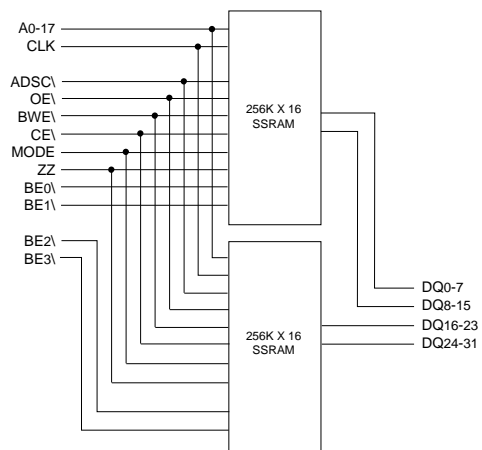 A0-17
CLK
ADSC\
OE\
BWE\
CE\
MODE
ZZ
BE0\
BE1\
BE2\
BE3\
256K X 16
SSRAM
256K X 16
SSRAM
DQ0-7
DQ8-15
DQ16-23
DQ24-31